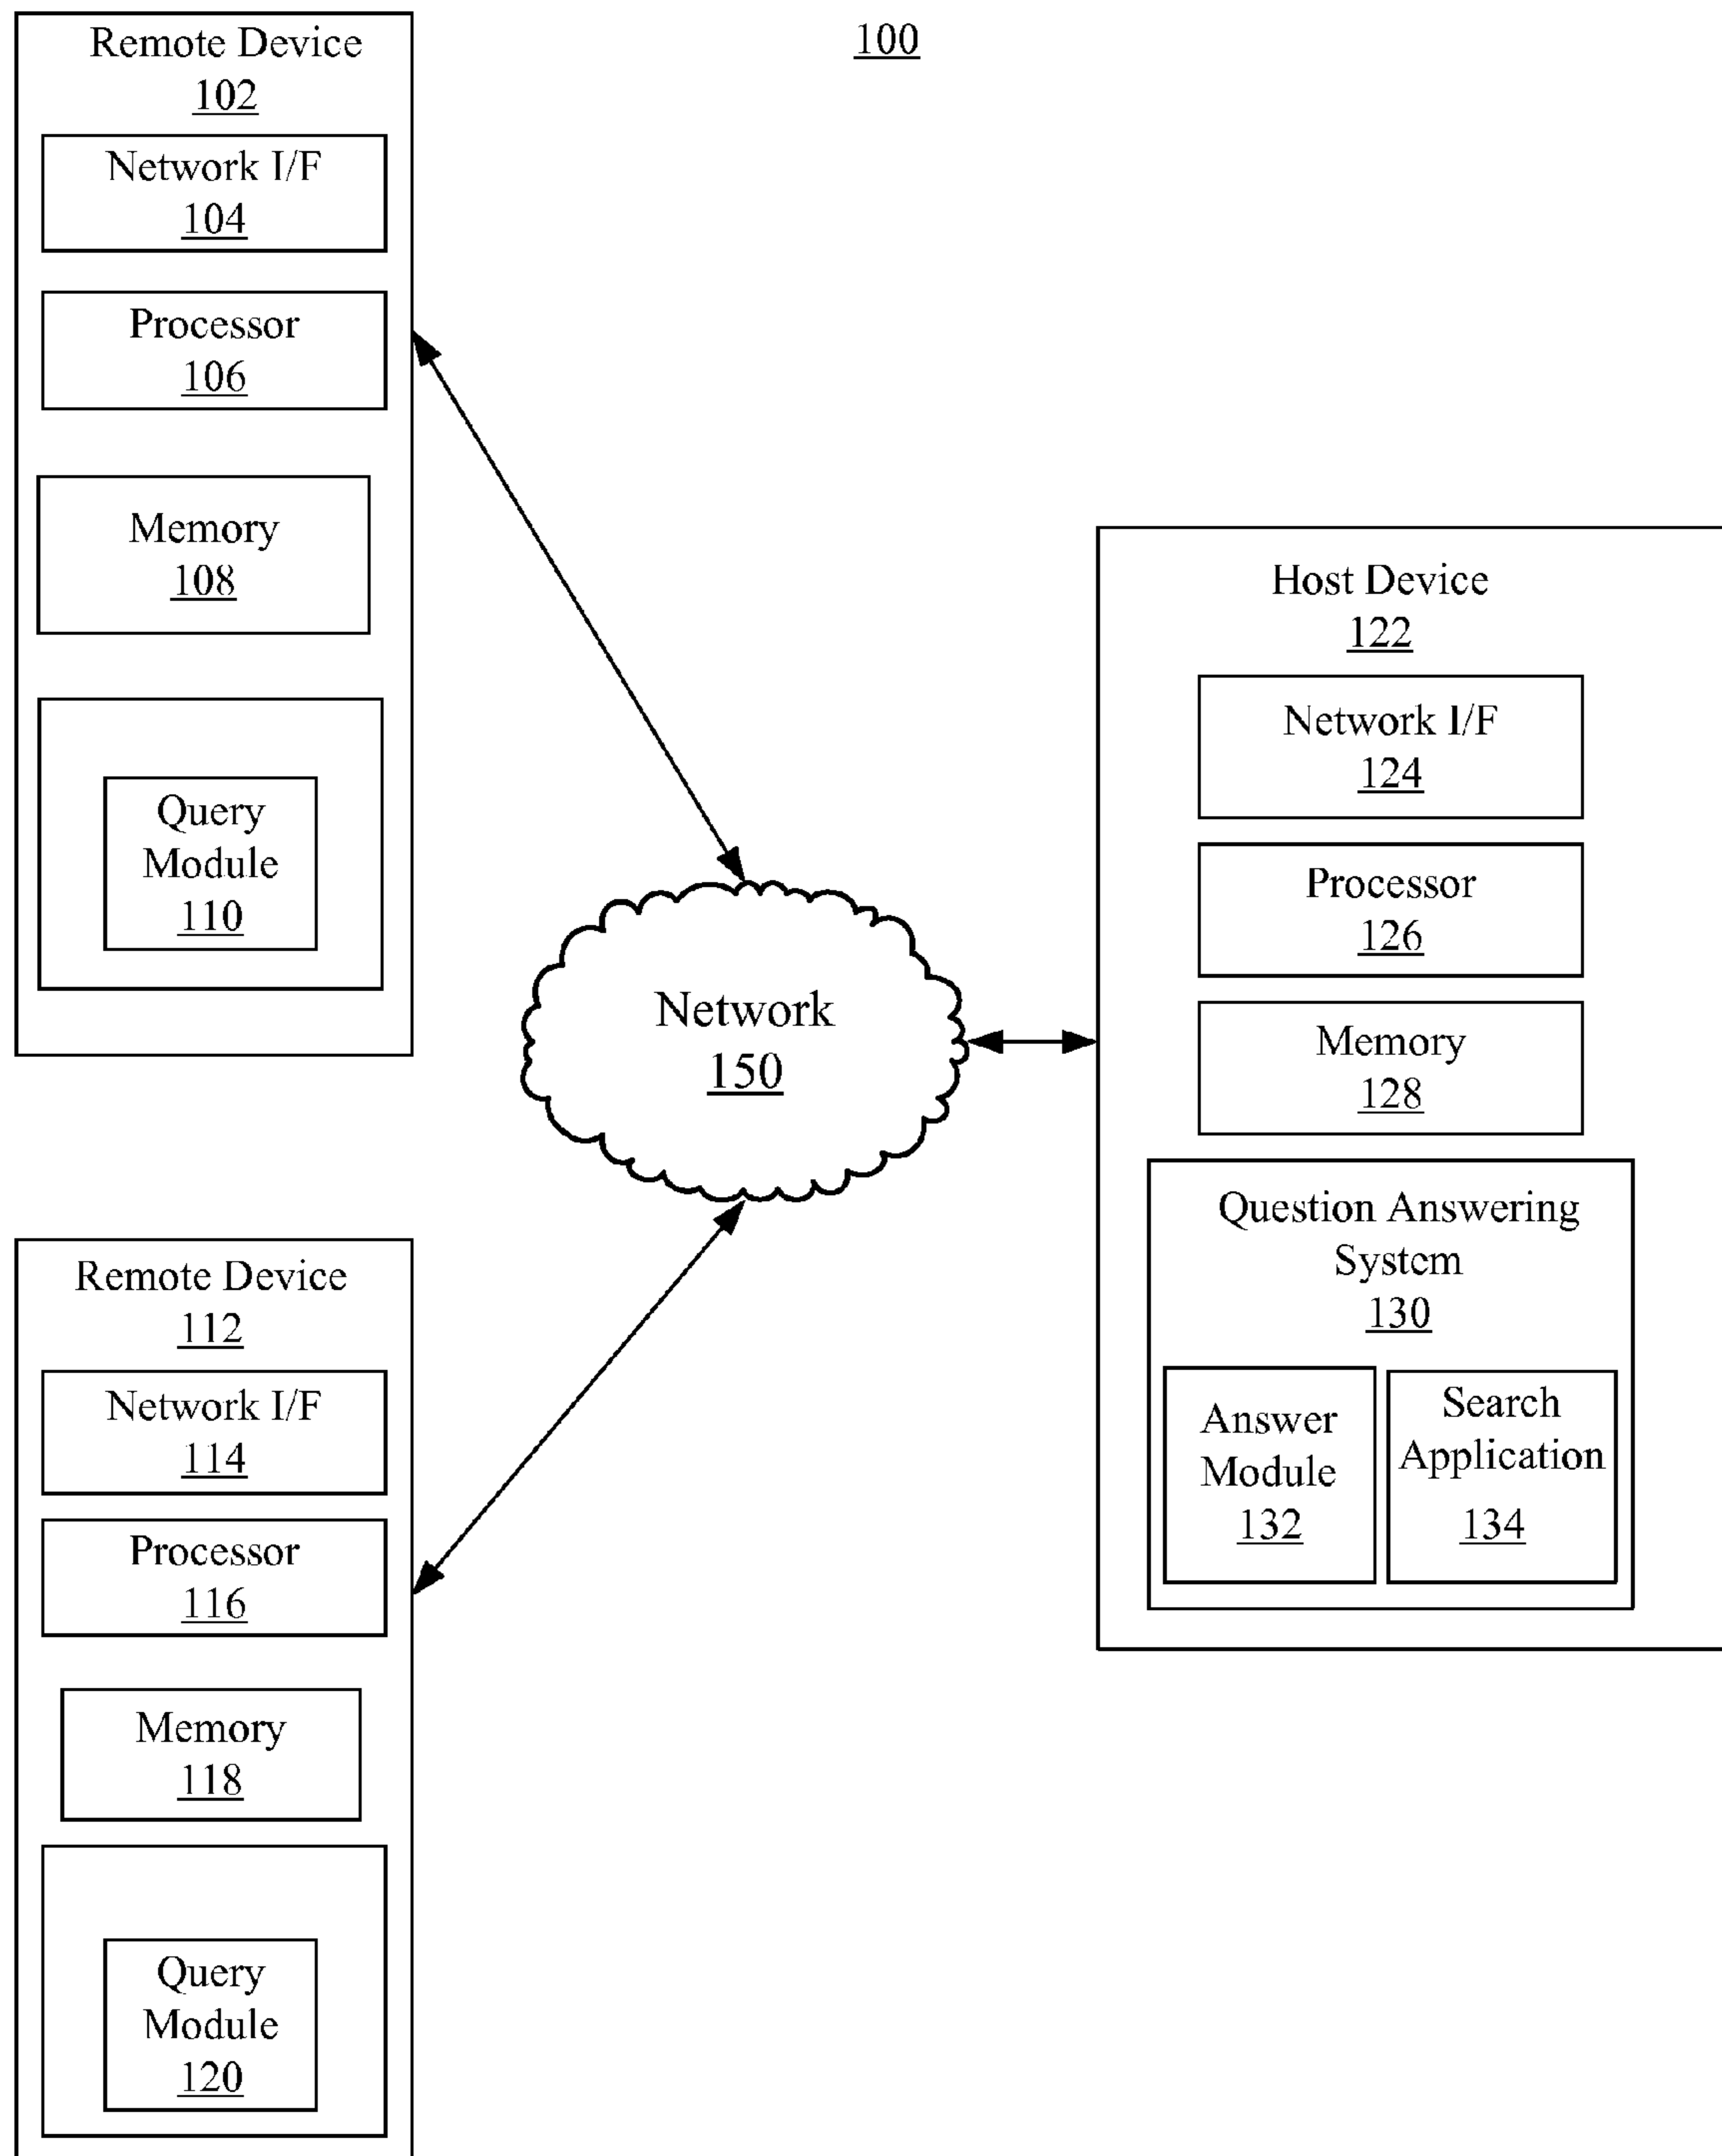 100
Remote Device
102
Network I/F
104
Processor
106
Memory
108
Query
Module
110
Remote Device
112
Network I/F
114
Processor
116
Memory
118
Query
Module
120
Network
150
Host Device
122
Network I/F
124
Processor
126
Memory
128
Question Answering
System
130
Answer
Module
132
Search
Application
134